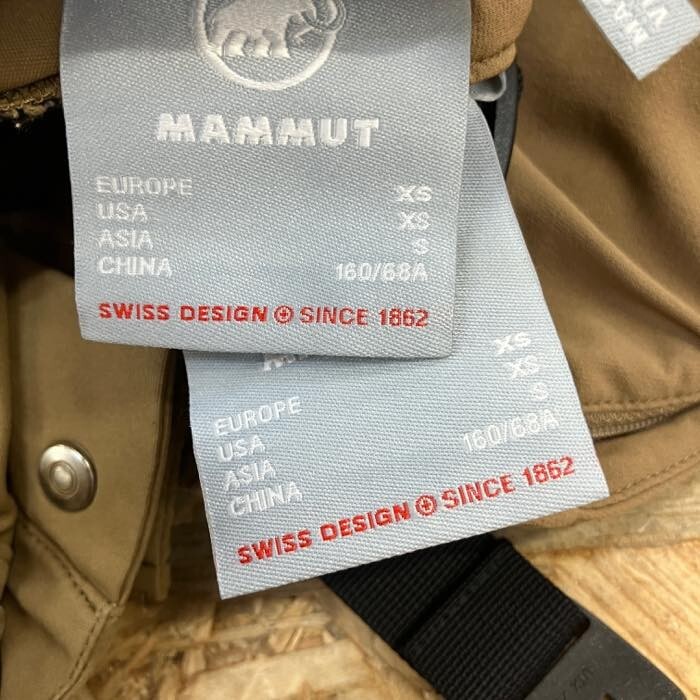 MAMMUT
EUROPE XS
USA XS
ASIA S
CHINA 160/68A
SWISS DESIGN SINCE 1862
EUROPE XS
USA XS
ASIA S
CHINA 160/68A
SWISS DESIGN SINCE 1862